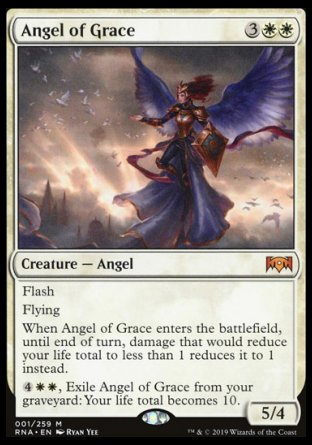 Angel of Grace 3
Creature — Angel
Flash
Flying
When Angel of Grace enters the battlefield,
until end of turn, damage that would reduce
your life total to less than 1 reduces it to 1
instead.
4, Exile Angel of Grace from your
graveyard: Your life total becomes 10.
5/4
001/259 M
RNA • EN Ryan Yee
™ & © 2019 Wizards of the Coast